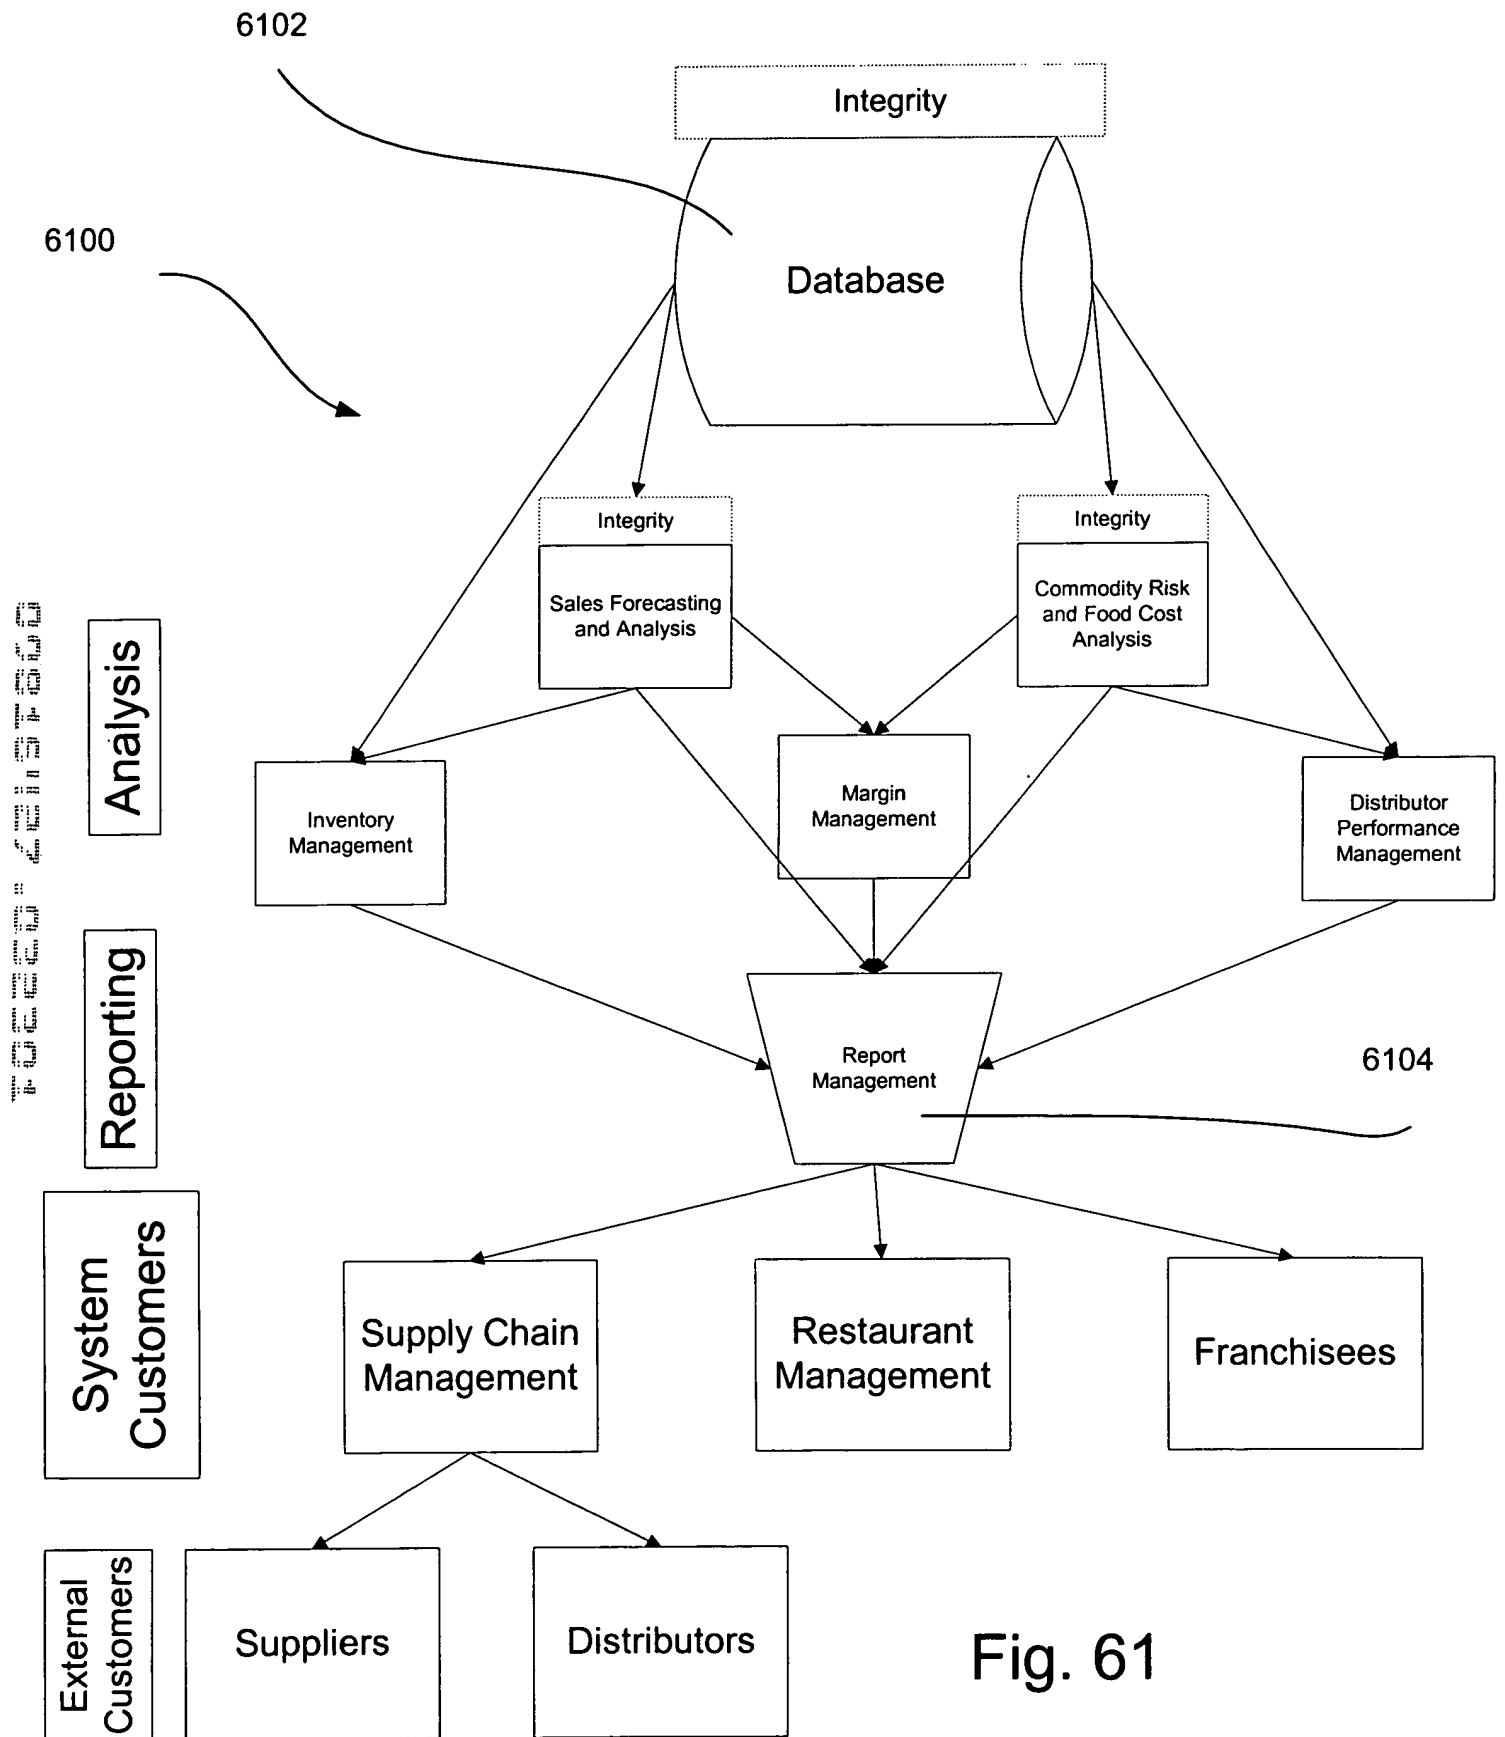 6102
Integrity
6100
Database
Integrity
Integrity
Sales Forecasting
and Analysis
Commodity Risk
and Food Cost
Analysis
Analysis
Margin
Management
Inventory
Management
Distributor
Performance
Management
Reporting
Report
Management
6104
System
Customers
Supply Chain
Management
Restaurant
Management
Franchisees
External
Customers
Suppliers
Distributors
Fig. 61